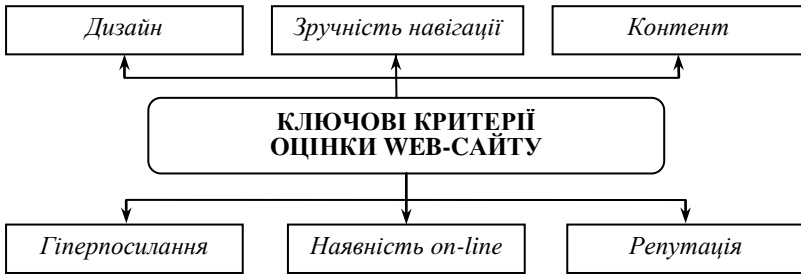 Дизайн
Зручність навігації
Контент
КЛЮЧОВІ КРИТЕРІЇ
ОЦІНКИ WEB-САЙТУ
Гіперпосилання
Наявність on-line
Репутація